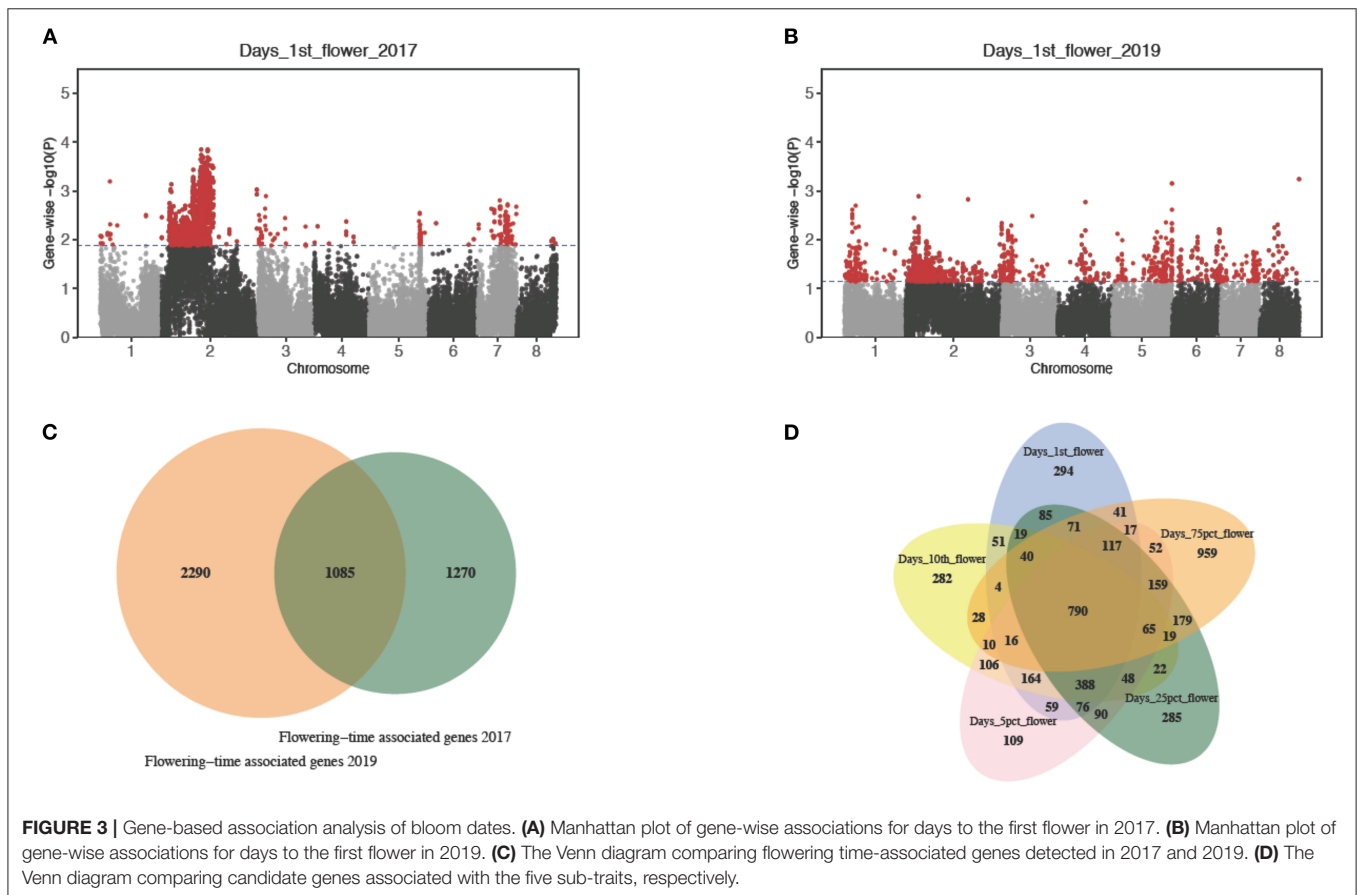 A
Days_1st_flower_2017
Gene-wise -log10(P)
5
4
3
2
1
0
1 2 3 4 5 6 7 8
Chromosome
B
Days_1st_flower_2019
Gene-wise -log10(P)
5
4
3
2
1
0
1 2 3 4 5 6 7 8
Chromosome
C
2290 1085 1270
Flowering–time associated genes 2017
Flowering–time associated genes 2019
D
Days_1st_flower
294
85 71 41
51 19 17
40 117 52
Days_75pct_flower
959
Days_10th_flower
282
4 159
790
28 179
65 19
10 16
106 22
164 388 48
59 76 90
Days_25pct_flower
285
Days_5pct_flower
109
FIGURE 3 | Gene-based association analysis of bloom dates. (A) Manhattan plot of gene-wise associations for days to the first flower in 2017. (B) Manhattan plot of
gene-wise associations for days to the first flower in 2019. (C) The Venn diagram comparing flowering time-associated genes detected in 2017 and 2019. (D) The
Venn diagram comparing candidate genes associated with the five sub-traits, respectively.